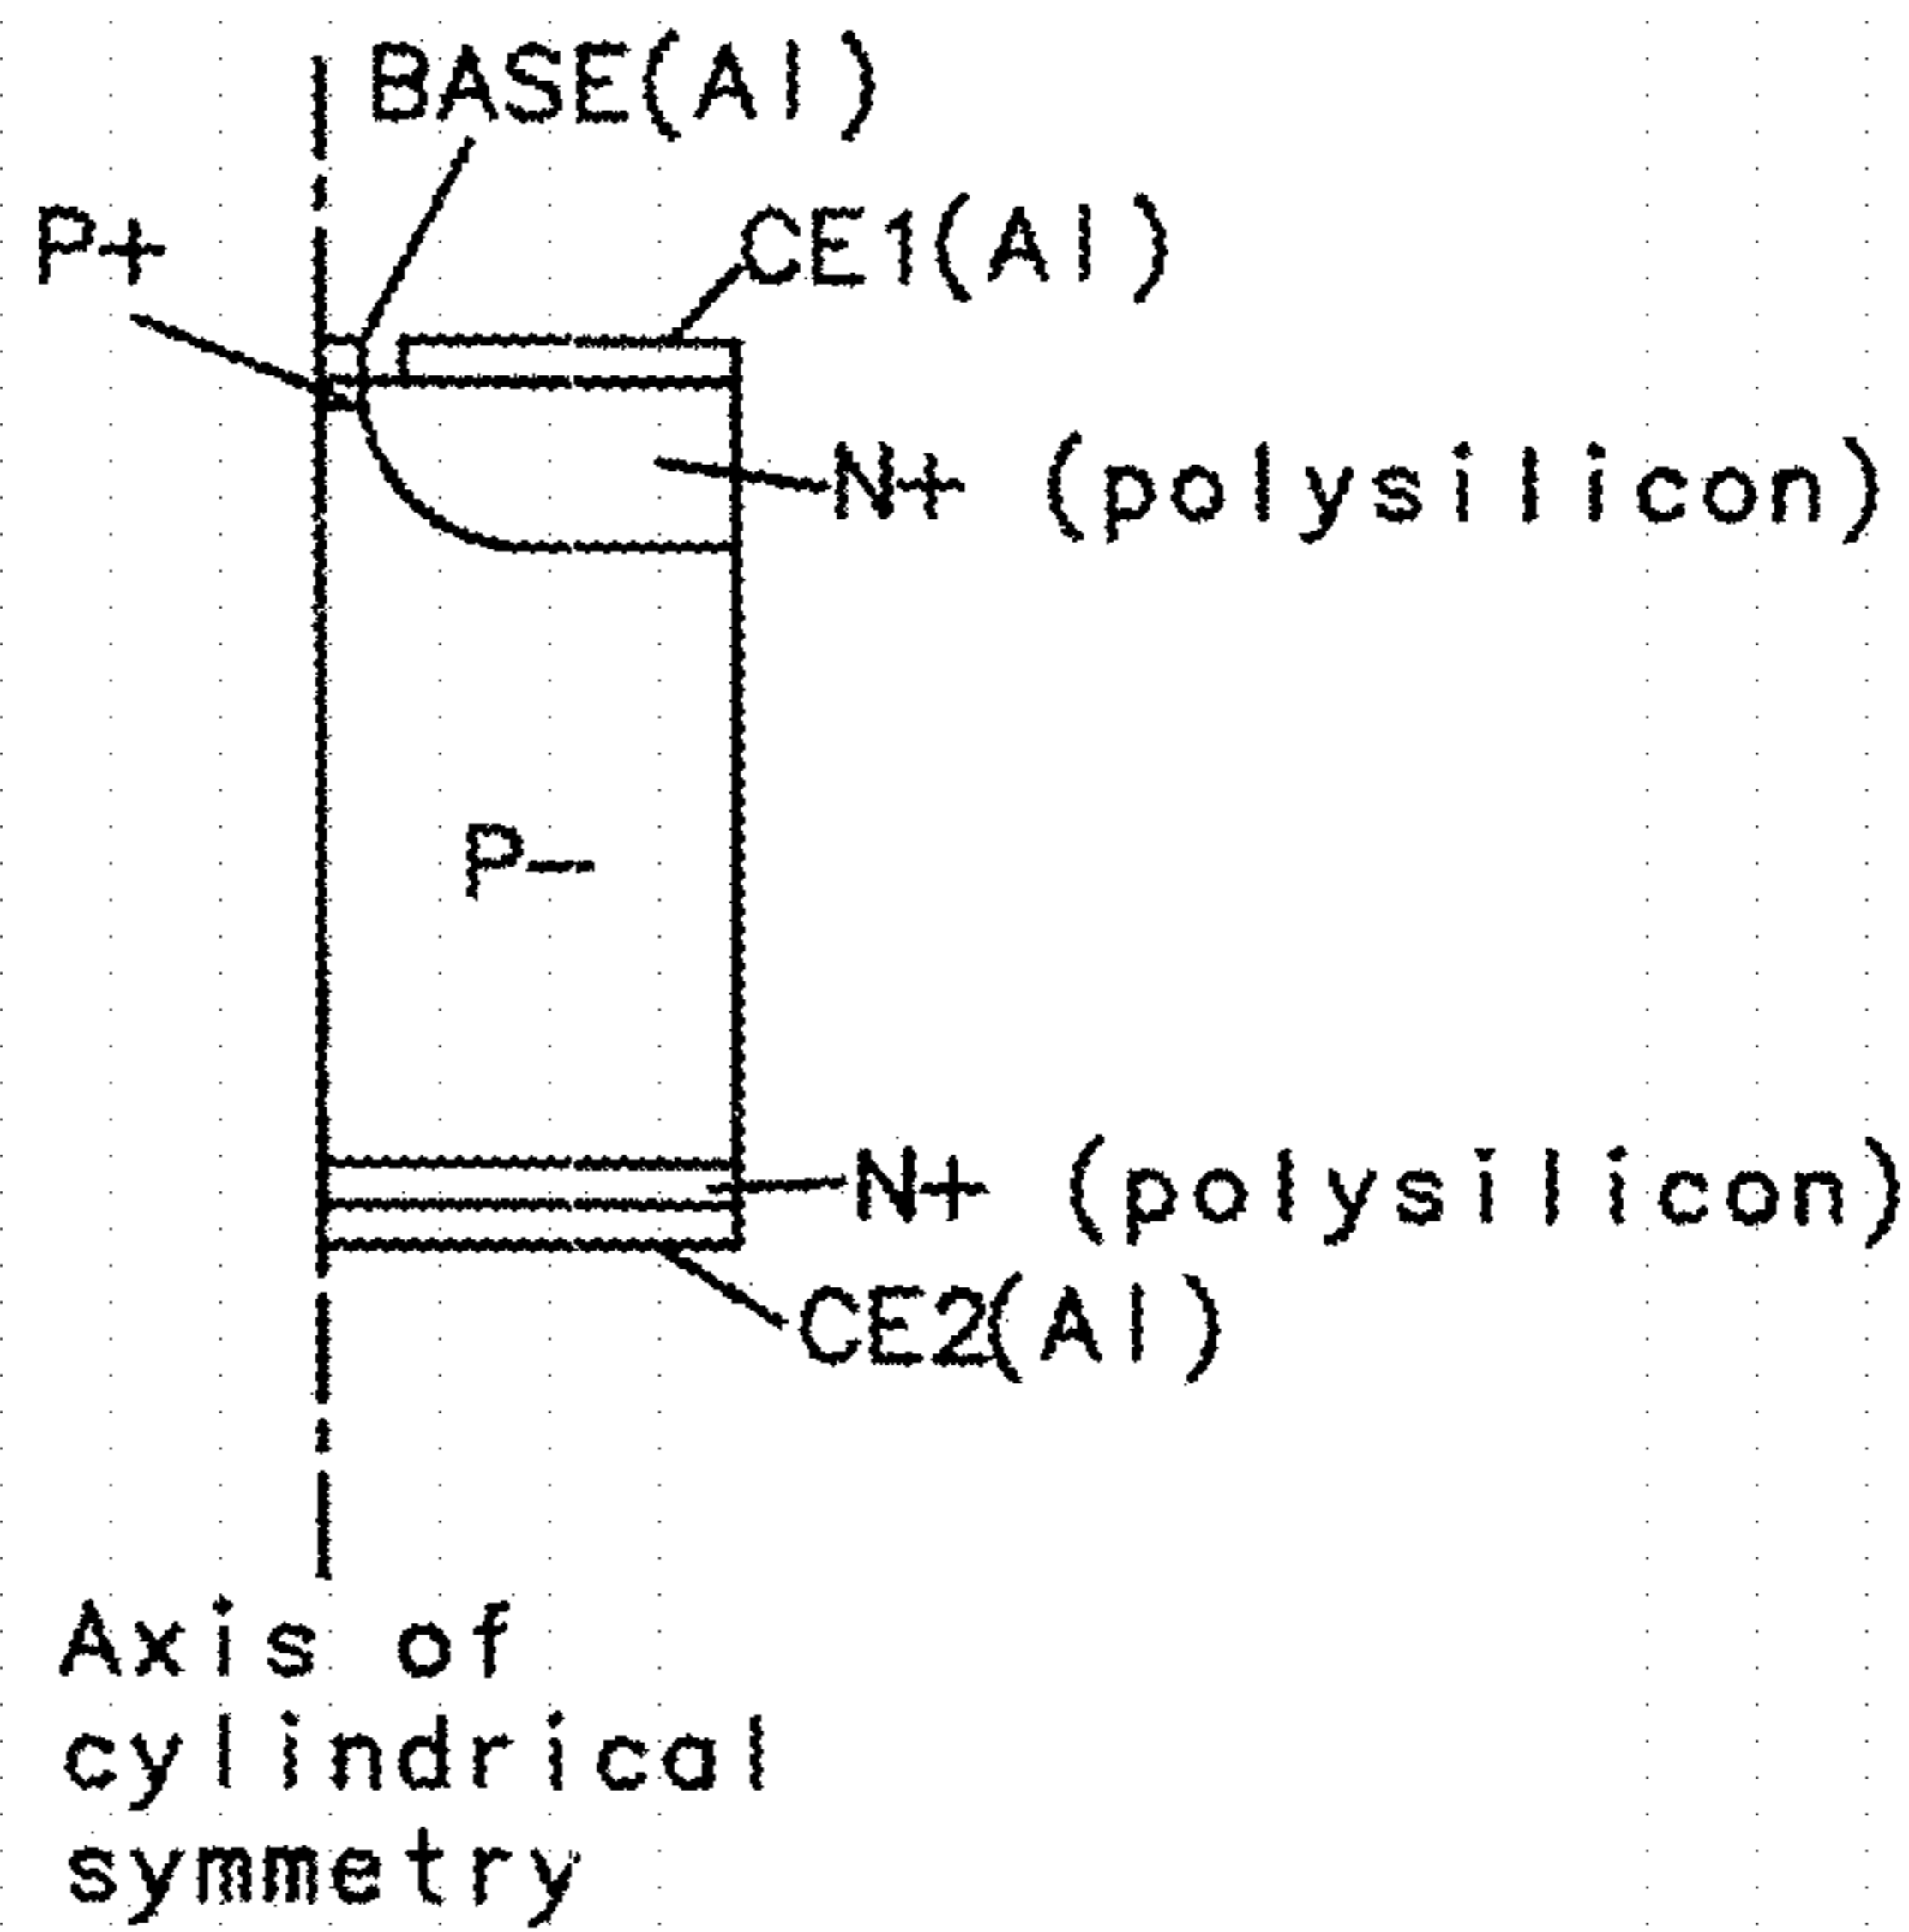 BASE(Al)
P+
CE1(Al)
N+ (polysilicon)
P-
N+ (polysilicon)
CE2(Al)
Axis of
cylindrical
symmetry